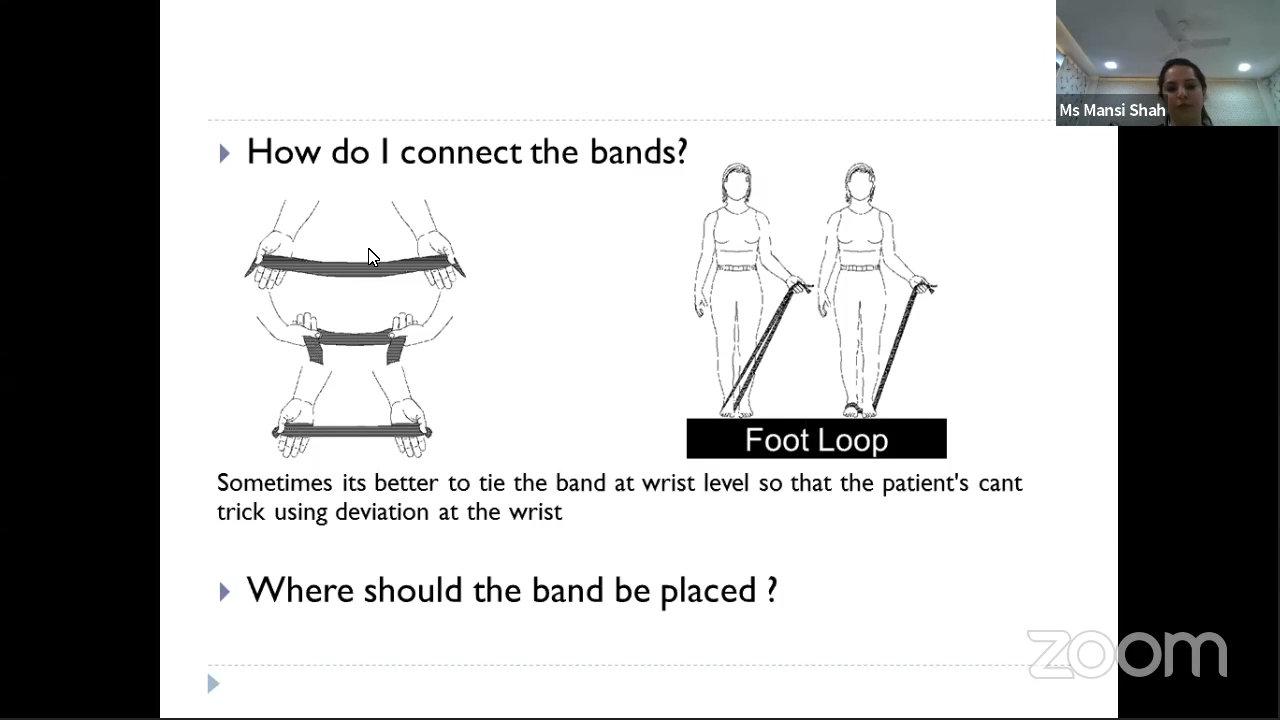 Ms Mansi Shah
How do I connect the bands?
Foot Loop
Sometimes its better to tie the band at wrist level so that the patient's cant
trick using deviation at the wrist
Where should the band be placed ?
zoom